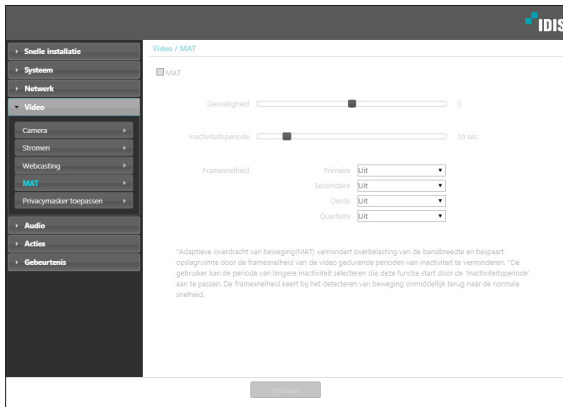 IDIS
Snelle installatie
Systeem
Netwerk
Video
Camera
Stromen
Webcasting
MAT
Privacymasker toepassen
Audio
Acties
Gebeurtenis
Video / MAT
MAT
Gevoeligheid 3
Inactiviteitsperiode 10 sec.
Framesnelheid Primaire Uit
Secondaire Uit
Derde Uit
Quartaire Uit
*Adaptieve overdracht van beweging(MAT) vermindert overbelasting van de bandbreedte en bespaart
opslagruimte door de framesnelheid van de video gedurende perioden van inactiviteit te verminderen. *De
gebruiker kan de periode van langere inactiviteit selecteren die deze functie start door de 'Inactiviteitsperiode'
aan te passen. De framesnelheid keert bij het detecteren van beweging onmiddellijk terug naar de normale
snelheid.
Opslaan